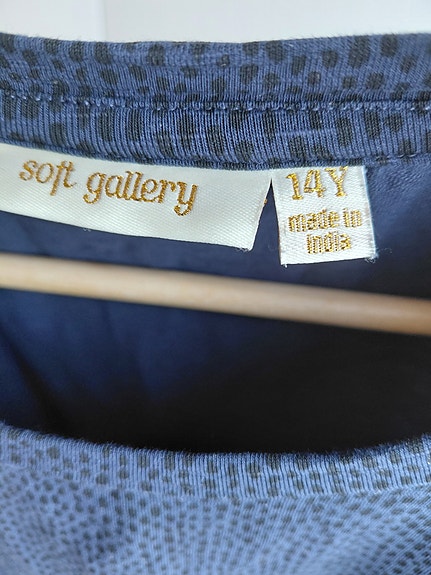 soft gallery
14Y
made in
india